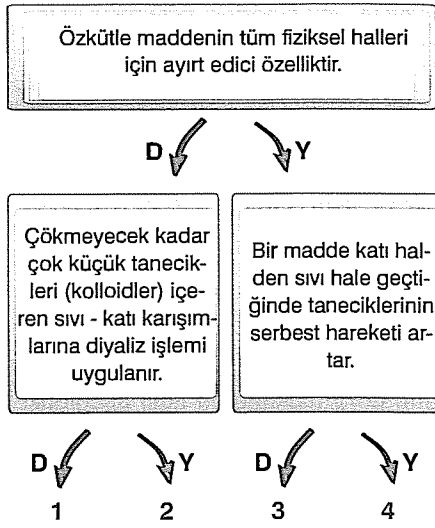 Özkütle maddenin tüm fiziksel halleri
için ayırt edici özelliktir.
D
Y
Çökmeyecek kadar
çok küçük tanecik-
leri (kolloidler) içe-
ren sıvı - katı karışım-
larına diyaliz işlemi
uygulanır.
Bir madde katı hal-
den sıvı hale geçti-
ğinde taneciklerinin
serbest hareketi ar-
tar.
D
Y
D
Y
1
2
3
4